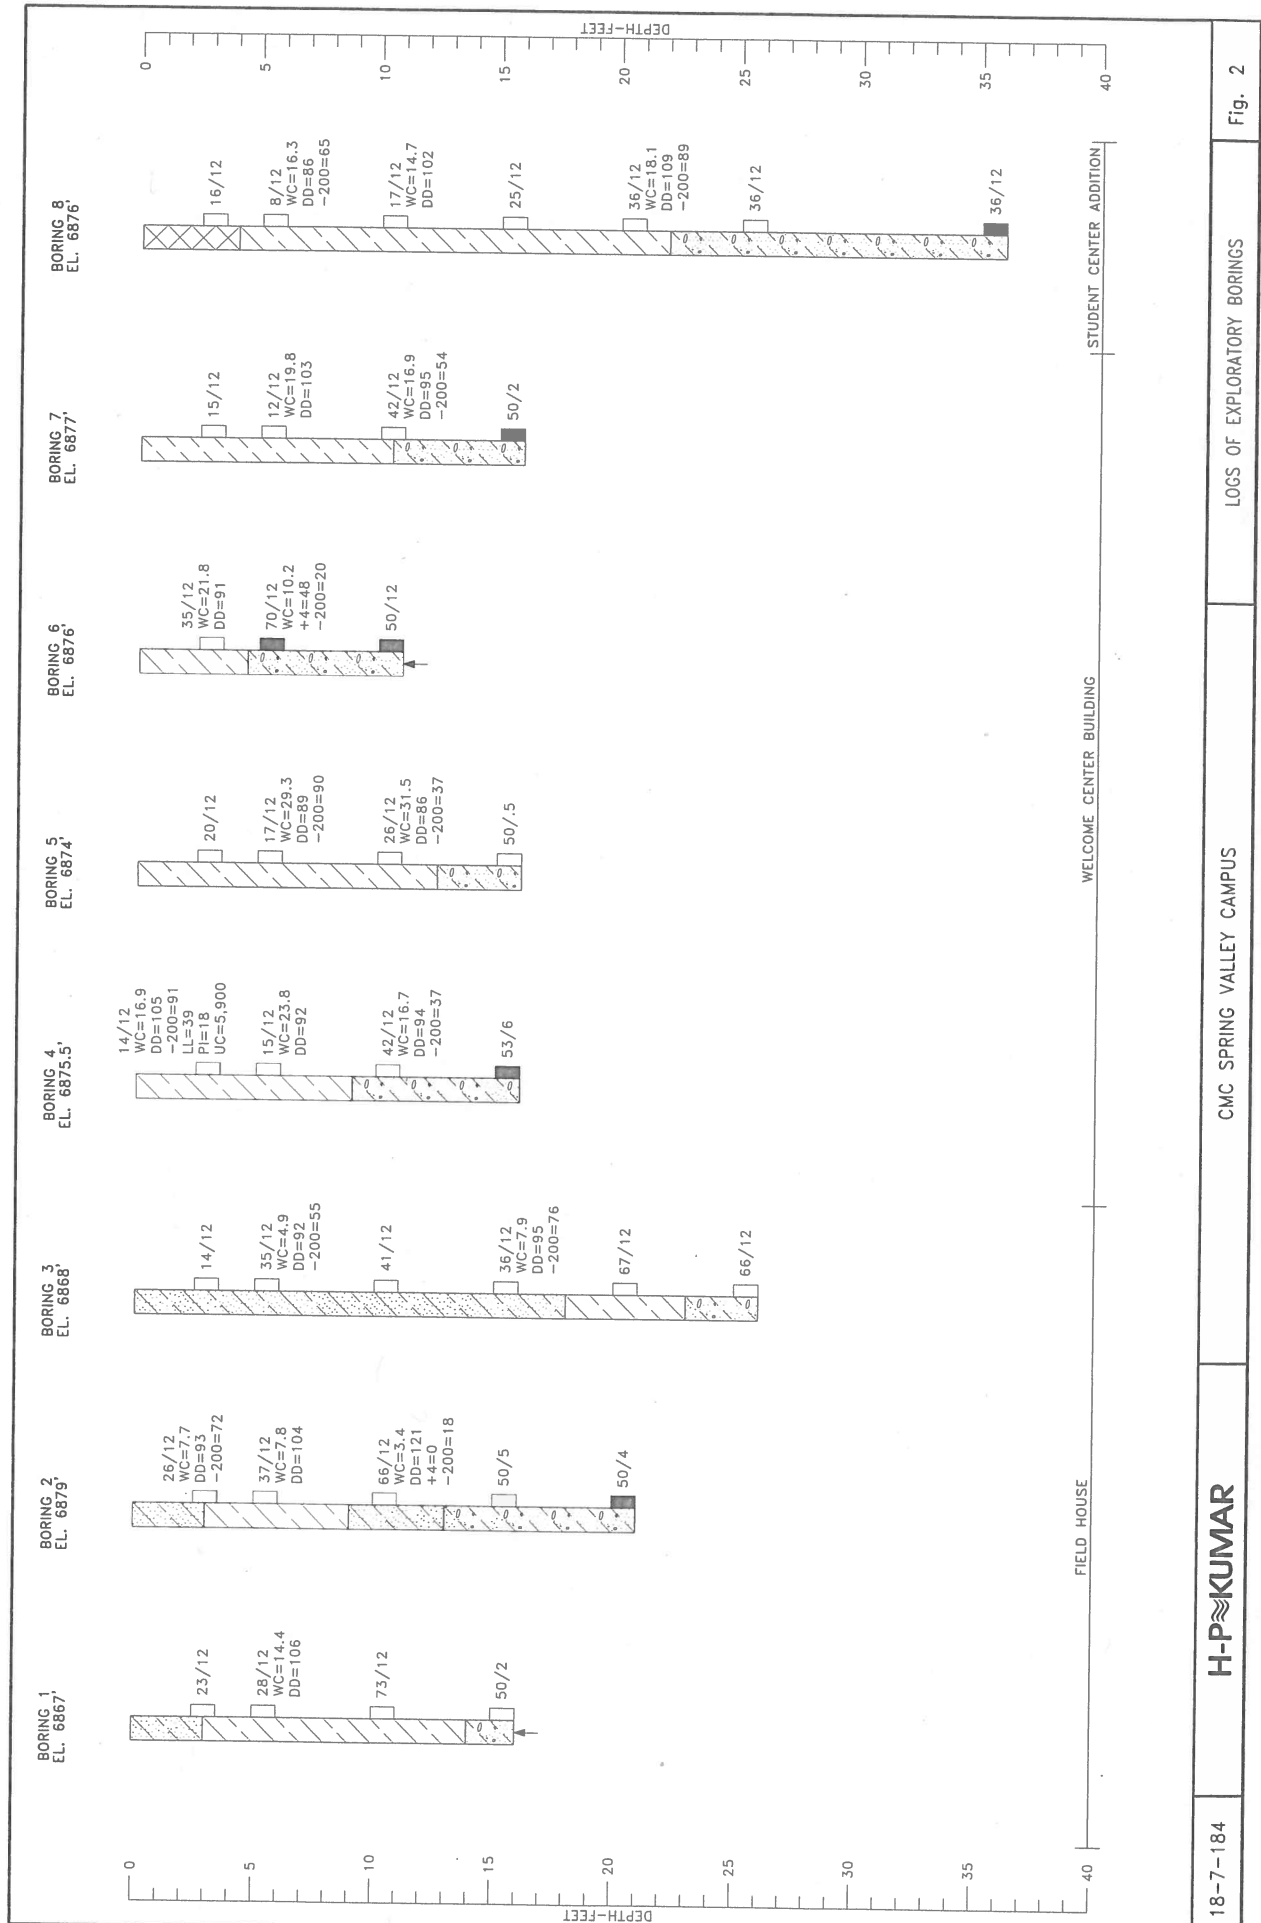 BORING 1
EL. 6867'
23/12
28/12
WC=14.4
DD=106
73/12
50/2
BORING 2
EL. 6879'
26/12
WC=7.7
DD=93
-200=72
37/12
WC=7.8
DD=104
66/12
WC=3.4
DD=121
+4=0
-200=18
50/5
50/4
BORING 3
EL. 6868'
14/12
35/12
WC=4.9
DD=92
-200=55
41/12
36/12
WC=7.9
DD=95
-200=76
67/12
66/12
BORING 4
EL. 6875.5'
14/12
WC=16.9
DD=105
-200=91
LL=39
PI=18
UC=5,900
15/12
WC=23.8
DD=92
42/12
WC=16.7
DD=94
-200=37
53/6
BORING 5
EL. 6874'
20/12
17/12
WC=29.3
DD=89
-200=90
26/12
WC=31.5
DD=86
-200=37
50/.5
BORING 6
EL. 6876'
35/12
WC=21.8
DD=91
70/12
WC=10.2
+4=48
-200=20
50/12
BORING 7
EL. 6877'
15/12
12/12
WC=19.8
DD=103
42/12
WC=16.9
DD=95
-200=54
50/2
BORING 8
EL. 6876'
16/12
8/12
WC=16.3
DD=86
-200=65
17/12
WC=14.7
DD=102
25/12
36/12
WC=18.1
DD=109
-200=89
36/12
36/12
0
5
10
15
20
25
30
35
40
DEPTH-FEET
0
5
10
15
20
25
30
35
40
DEPTH-FEET
FIELD HOUSE
WELCOME CENTER BUILDING
STUDENT CENTER ADDITION
18-7-184
H-P≋KUMAR
CMC SPRING VALLEY CAMPUS
LOGS OF EXPLORATORY BORINGS
Fig. 2